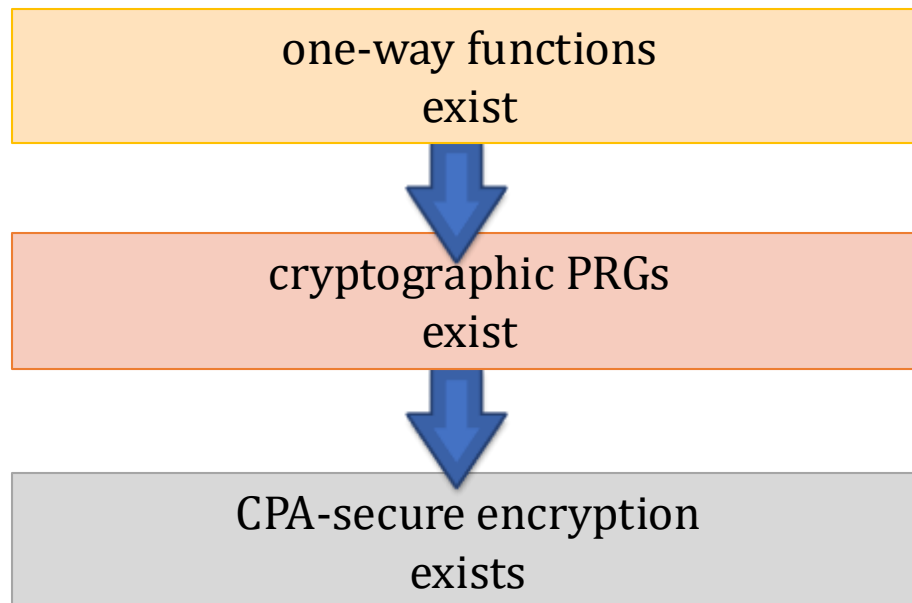 one-way functions
exist
cryptographic PRGs
exist
CPA-secure encryption
exists